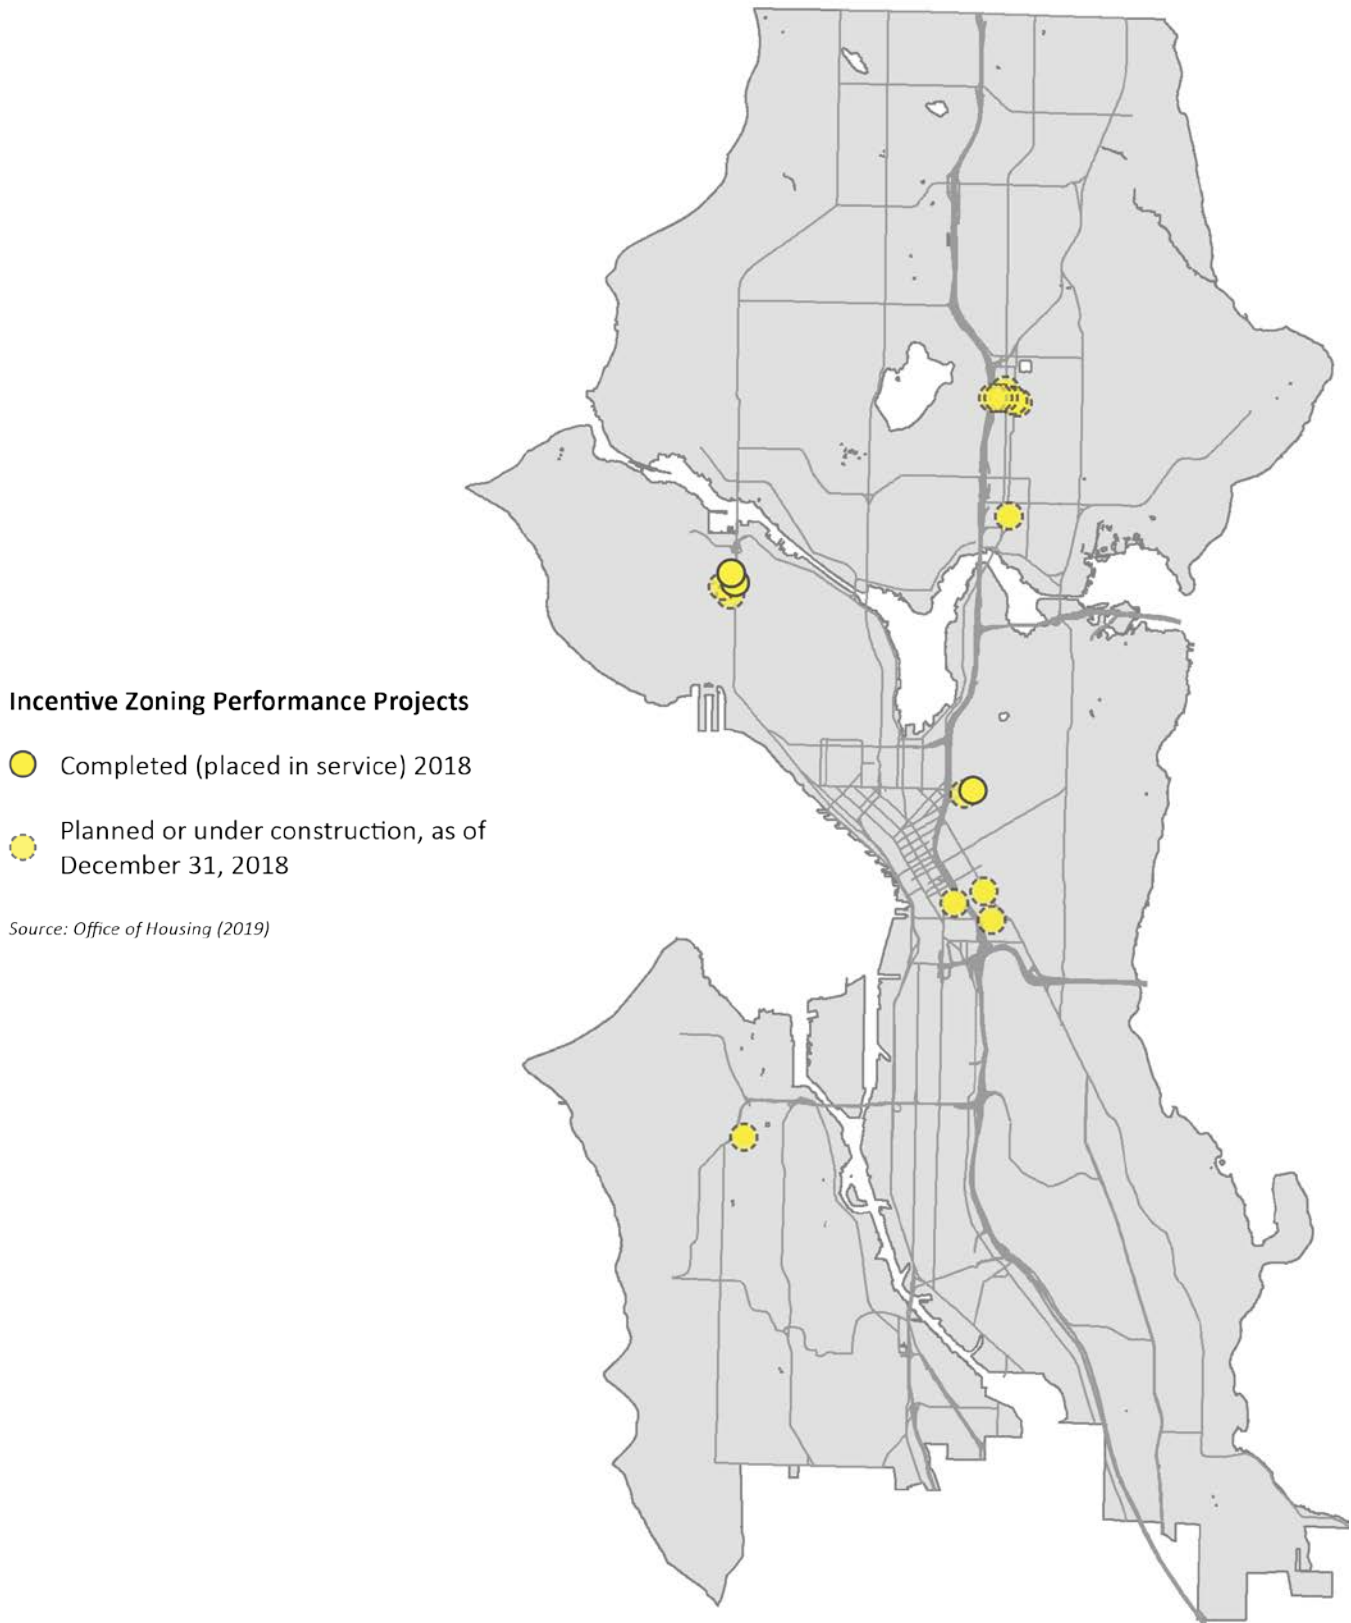 Incentive Zoning Performance Projects
Completed (placed in service) 2018
Planned or under construction, as of
December 31, 2018
Source: Office of Housing (2019)